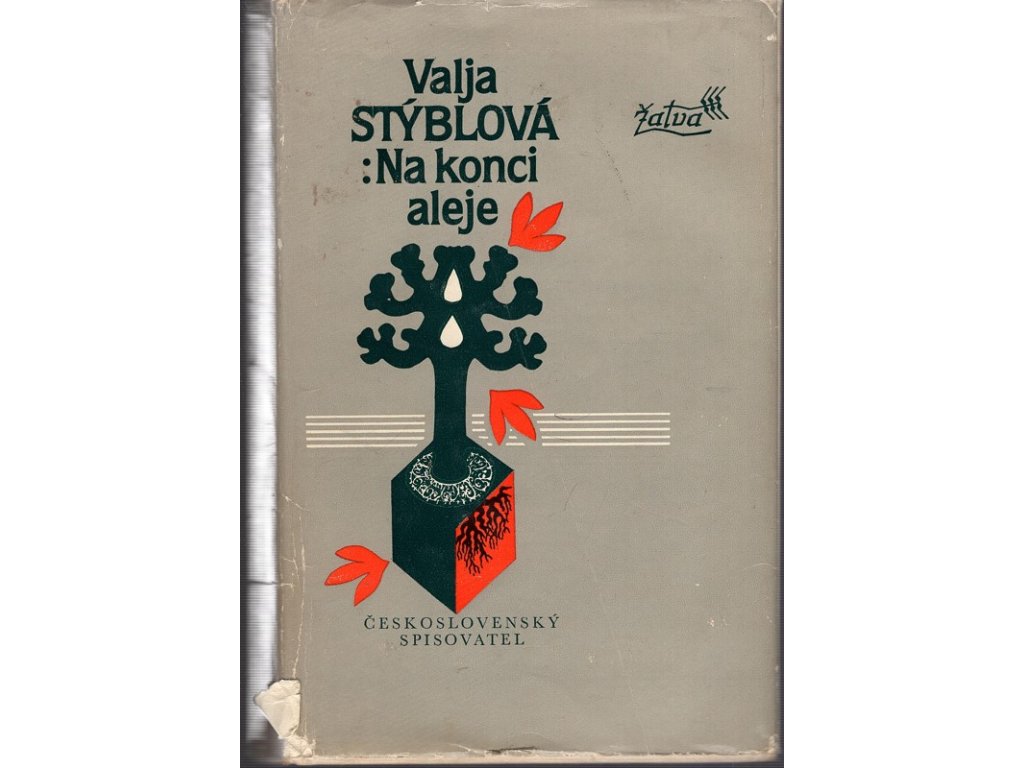 Valja
STÝBLOVÁ
:Na konci
aleje
žatva
ČESKOSLOVENSKÝ
SPISOVATEL